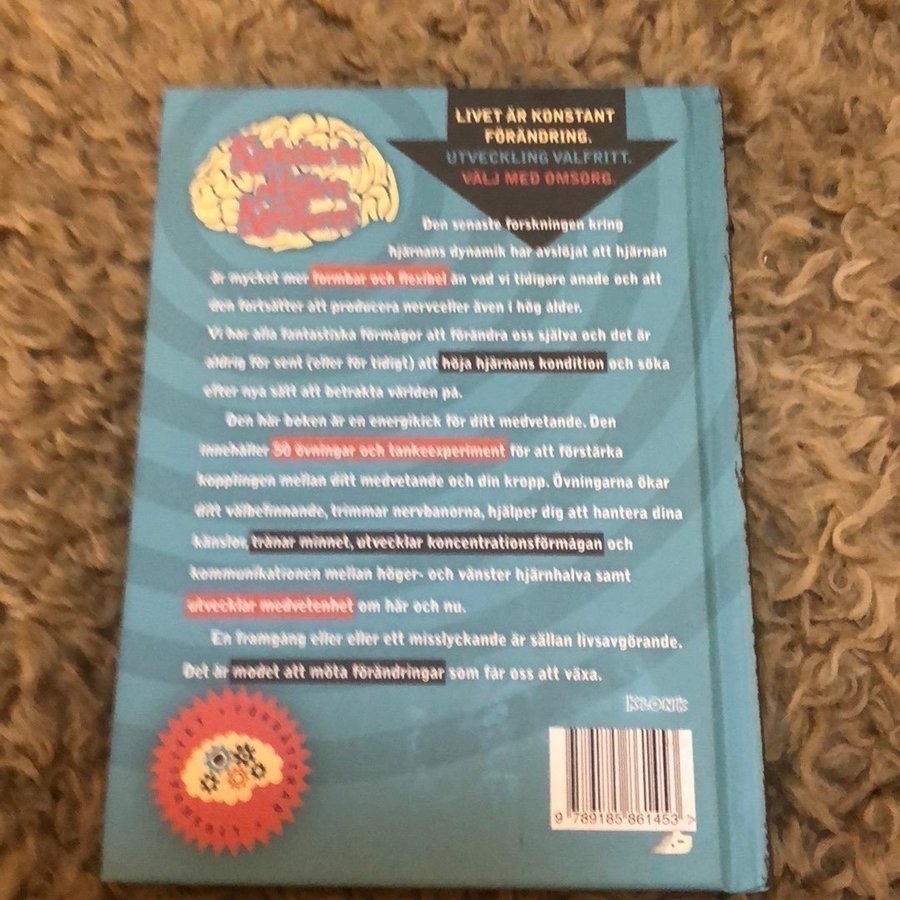 LIVET ÄR KONSTANT
FÖRÄNDRING.
UTVECKLING VALFRITT.
VÄLJ MED OMSORG.
Den senaste forskningen kring
hjärnans dynamik har avslöjat att hjärnan
är mycket mer formbar och flexibel än vad vi tidigare anade och att
den fortsätter att producera nervceller även i hög ålder.
Vi har alla fantastiska förmågor att förändra oss själva och det är
aldrig för sent (eller för tidigt) att höja hjärnans kondition och söka
efter nya sätt att betrakta världen på.
Den här boken är en energikick för ditt medvetande. Den
innehåller 50 övningar och tankeexperiment för att förstärka
kopplingen mellan ditt medvetande och din kropp. Övningarna ökar
ditt välbefinnande, trimmar nervbanorna, hjälper dig att hantera dina
känslor, tränar minnet, utvecklar koncentrationsförmågan och
kommunikationen mellan höger- och vänster hjärnhalva samt
utvecklar medvetenhet om här och nu.
En framgång eller eller ett misslyckande är sällan livsavgörande.
Det är modet att möta förändringar som får oss att växa.
KLONK
9 789185 861453 >